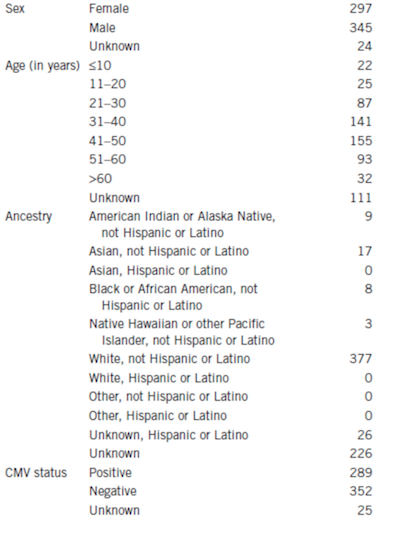 Sex Female 297
Male 345
Unknown 24
Age (in years) ≤10 22
11–20 25
21–30 87
31–40 141
41–50 155
51–60 93
>60 32
Unknown 111
Ancestry American Indian or Alaska Native, 9
not Hispanic or Latino
Asian, not Hispanic or Latino 17
Asian, Hispanic or Latino 0
Black or African American, not 8
Hispanic or Latino
Native Hawaiian or other Pacific 3
Islander, not Hispanic or Latino
White, not Hispanic or Latino 377
White, Hispanic or Latino 0
Other, not Hispanic or Latino 0
Other, Hispanic or Latino 0
Unknown, Hispanic or Latino 26
Unknown 226
CMV status Positive 289
Negative 352
Unknown 25